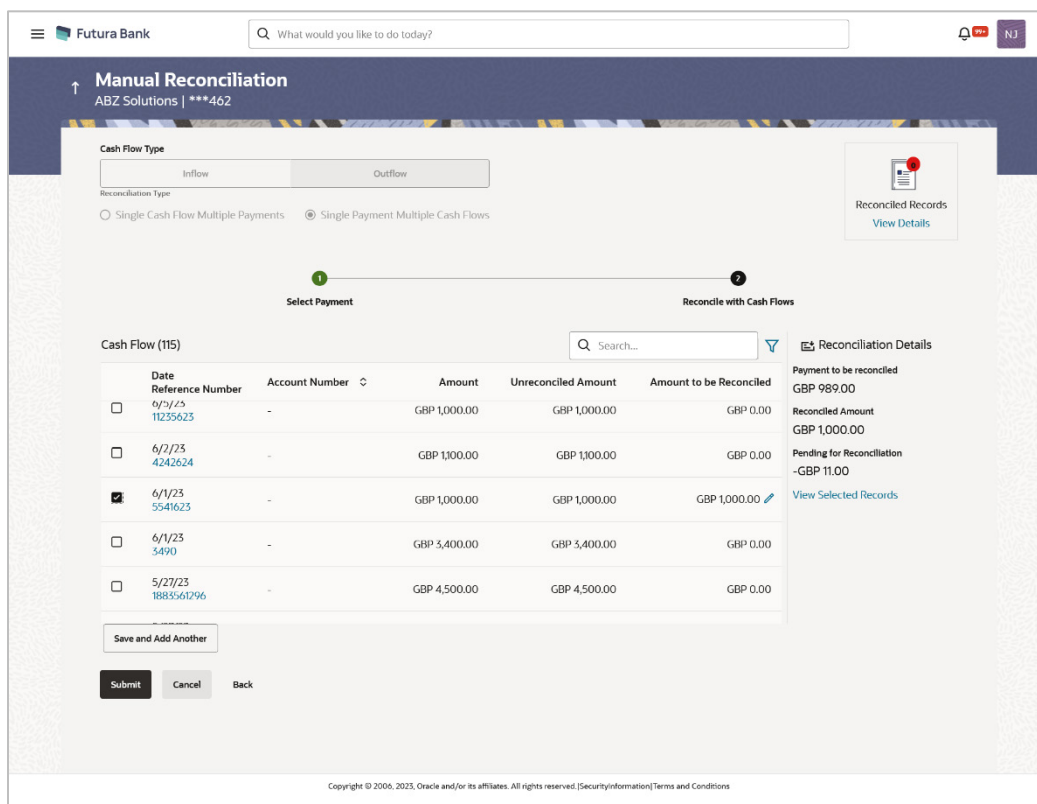 Futura Bank
What would you like to do today?
99+
NJ
Manual Reconciliation
ABZ Solutions | ***462
Cash Flow Type
Inflow
Outflow
Reconciliation Type
Single Cash Flow Multiple Payments
Single Payment Multiple Cash Flows
0
Reconciled Records
View Details
1
2
Select Payment
Reconcile with Cash Flows
Cash Flow (115)
Search...
Date
Reference Number
Account Number
Amount
Unreconciled Amount
Amount to be Reconciled
6/5/23
11235623
-
GBP 1,000.00
GBP 1,000.00
GBP 0.00
6/2/23
4242624
-
GBP 1,100.00
GBP 1,100.00
GBP 0.00
6/1/23
5541623
-
GBP 1,000.00
GBP 1,000.00
GBP 1,000.00
6/1/23
3490
-
GBP 3,400.00
GBP 3,400.00
GBP 0.00
5/27/23
1883561296
-
GBP 4,500.00
GBP 4,500.00
GBP 0.00
Reconciliation Details
Payment to be reconciled
GBP 989.00
Reconciled Amount
GBP 1,000.00
Pending for Reconciliation
-GBP 11.00
View Selected Records
Save and Add Another
Submit
Cancel
Back
Copyright © 2006, 2023, Oracle and/or its affiliates. All rights reserved.|SecurityInformation|Terms and Conditions